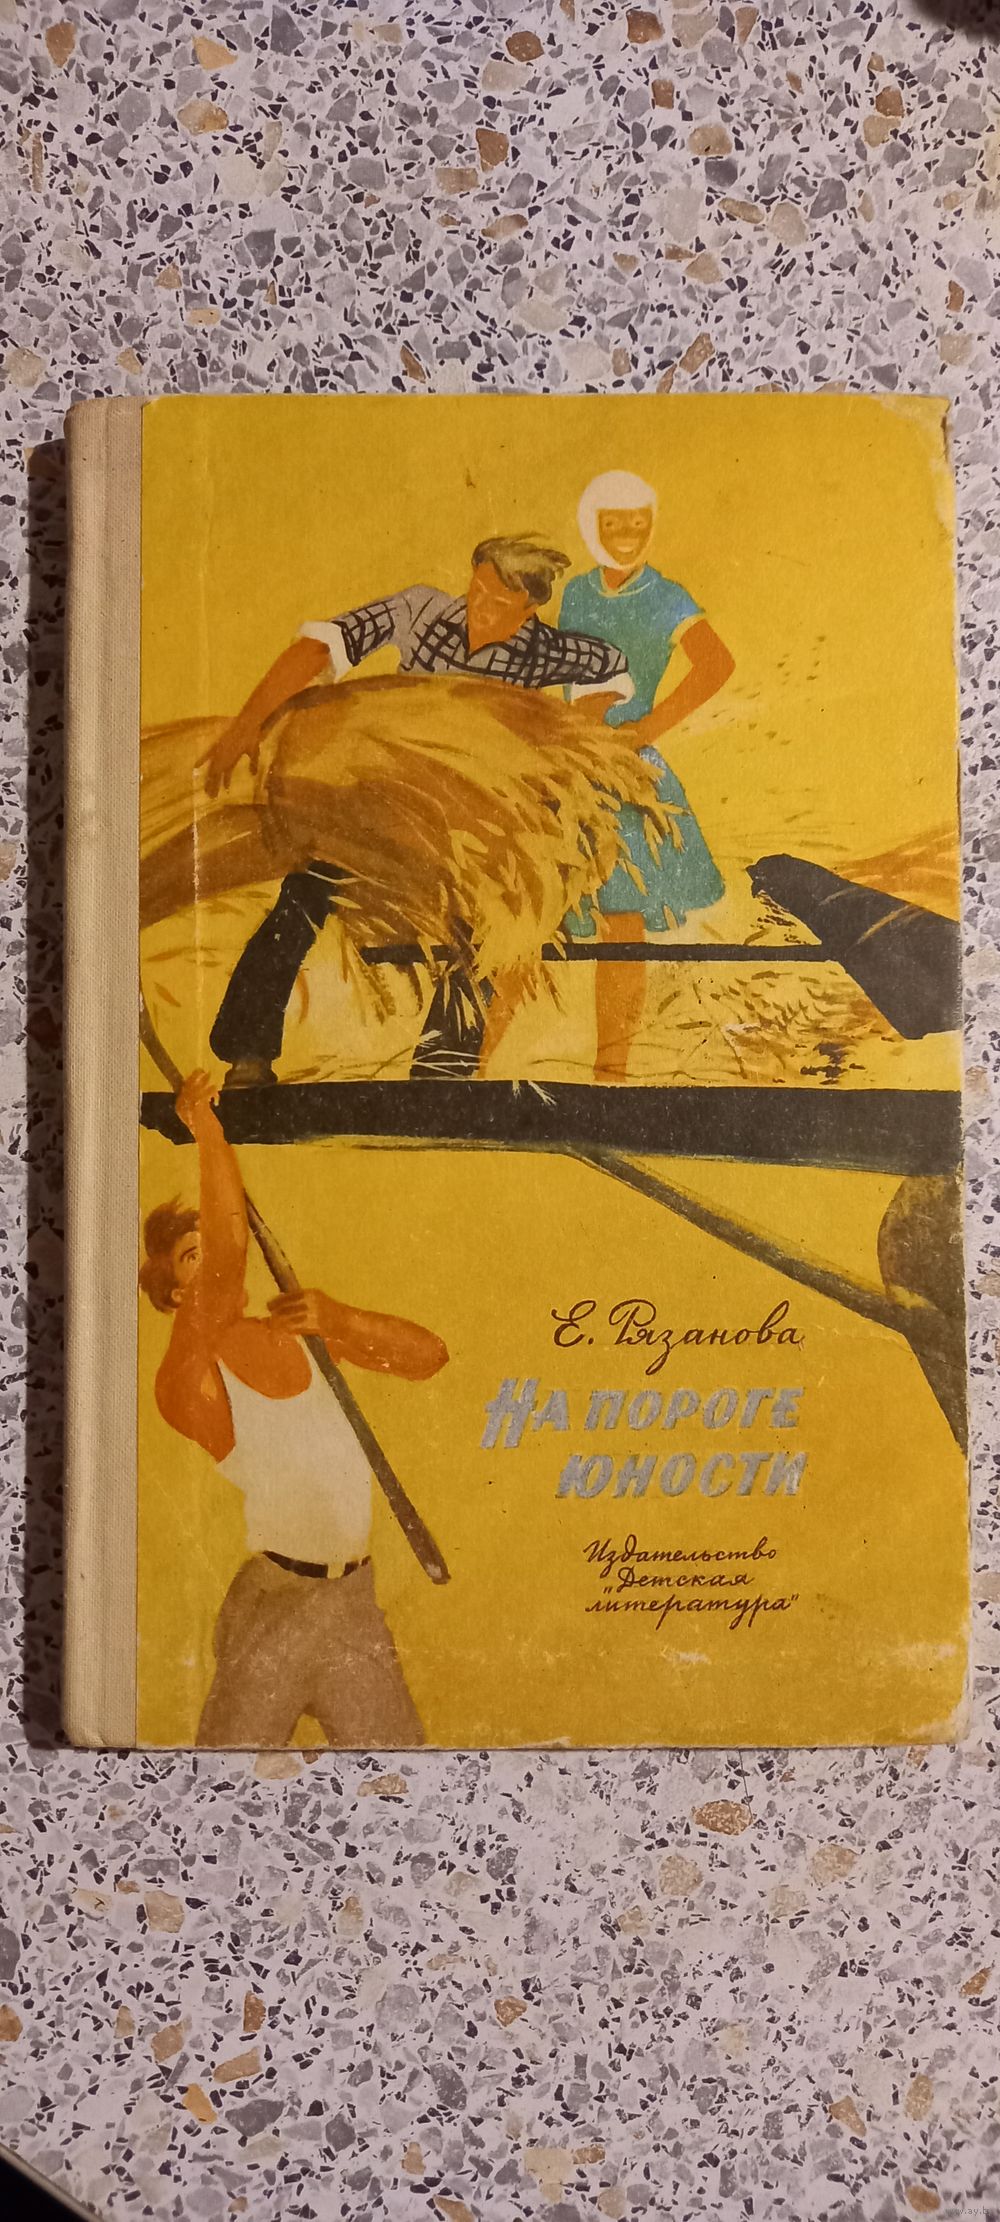 Е. Рязанова
НА ПОРОГЕ
ЮНОСТИ
Издательство
„Детская
литература"